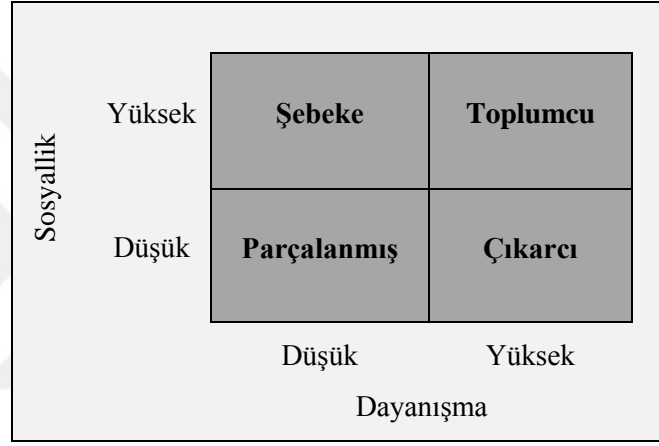 Sosyallik
Yüksek Şebeke Toplumcu
Düşük Parçalanmış Çıkarcı
Düşük Yüksek
Dayanışma